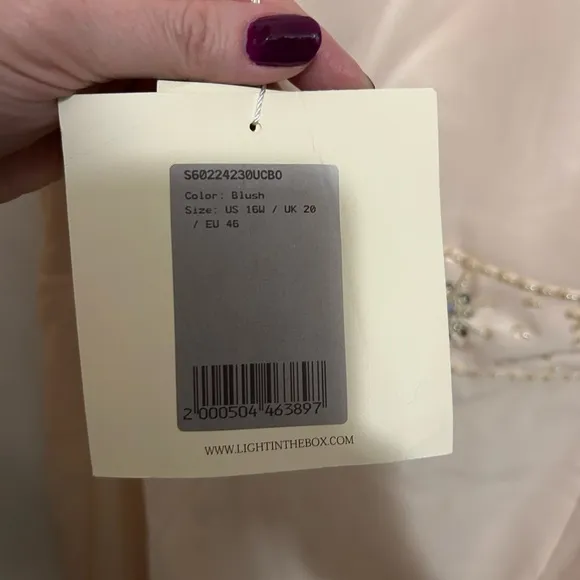 S60224230UCBO
Color: Blush
Size: US 16W / UK 20
/ EU 46
2 000504 463897
WWW.LIGHTINTHEBOX.COM